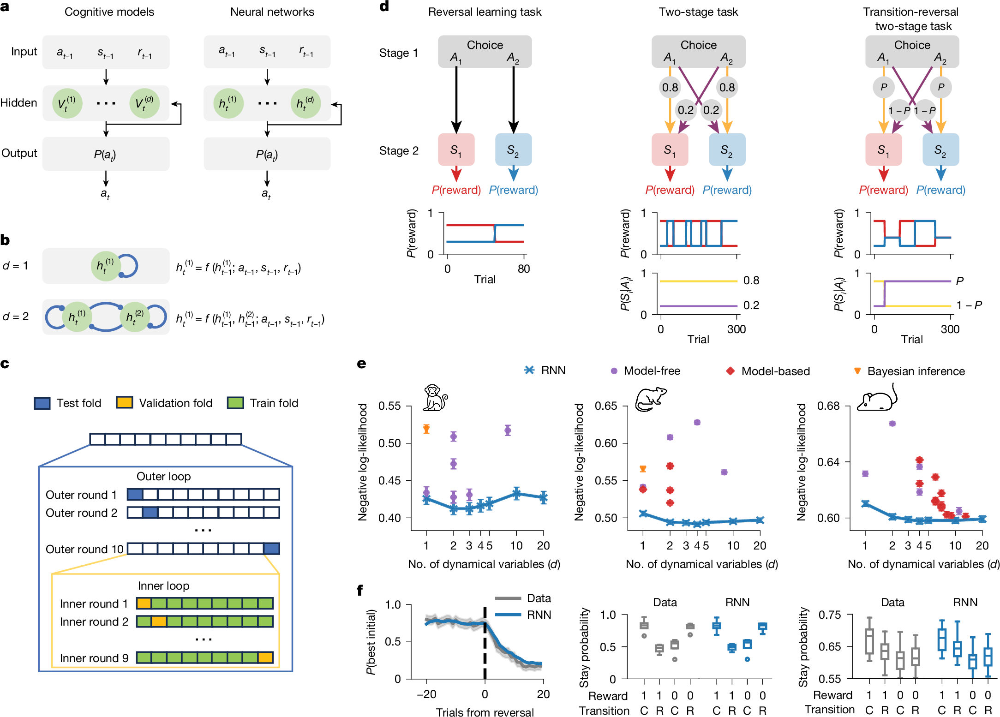 a
Cognitive models
Neural networks
Input
a_{t−1} s_{t−1} r_{t−1}
a_{t−1} s_{t−1} r_{t−1}
Hidden
V_t^{(1)} ··· V_t^{(d)}
h_t^{(1)} ··· h_t^{(d)}
Output
P(a_t)
P(a_t)
a_t
a_t
b
d = 1
h_t^{(1)}
h_t^{(1)} = f (h_{t−1}^{(1)}; a_{t−1}, s_{t−1}, r_{t−1})
d = 2
h_t^{(1)} h_t^{(2)}
h_t^{(1)} = f (h_{t−1}^{(1)}, h_{t−1}^{(2)}; a_{t−1}, s_{t−1}, r_{t−1})
c
Test fold Validation fold Train fold
Outer loop
Outer round 1
Outer round 2
···
Outer round 10
Inner loop
Inner round 1
Inner round 2
···
Inner round 9
d
Reversal learning task
Stage 1
Choice
A_1 A_2
Stage 2
S_1 S_2
P(reward) P(reward)
P(reward)
1
0
0 80
Trial
Two-stage task
Choice
A_1 A_2
0.8 0.8
0.2 0.2
S_1 S_2
P(reward) P(reward)
P(reward)
1
0
P(S_i|A_i)
1
0
0.8
0.2
0 300
Trial
Transition-reversal
two-stage task
Choice
A_1 A_2
P P
1 − P 1 − P
S_1 S_2
P(reward) P(reward)
P(reward)
1
0
P(S_i|A_i)
1
0
P
1 − P
0 300
Trial
e
RNN Model-free Model-based Bayesian inference
Negative log-likelihood
0.55
0.50
0.45
0.40
1 2 3 4 5 10 20
No. of dynamical variables (d)
Negative log-likelihood
0.65
0.60
0.55
0.50
1 2 3 4 5 10 20
No. of dynamical variables (d)
Negative log-likelihood
0.68
0.64
0.60
1 2 3 4 5 10 20
No. of dynamical variables (d)
f
Data
RNN
P(best initial)
1.0
0.5
0
−20 0 20
Trials from reversal
Data RNN
Stay probability
1.0
0.5
0
Reward 1 1 0 0 1 1 0 0
Transition C R C R C R C R
Data RNN
Stay probability
0.75
0.65
0.55
Reward 1 1 0 0 1 1 0 0
Transition C R C R C R C R